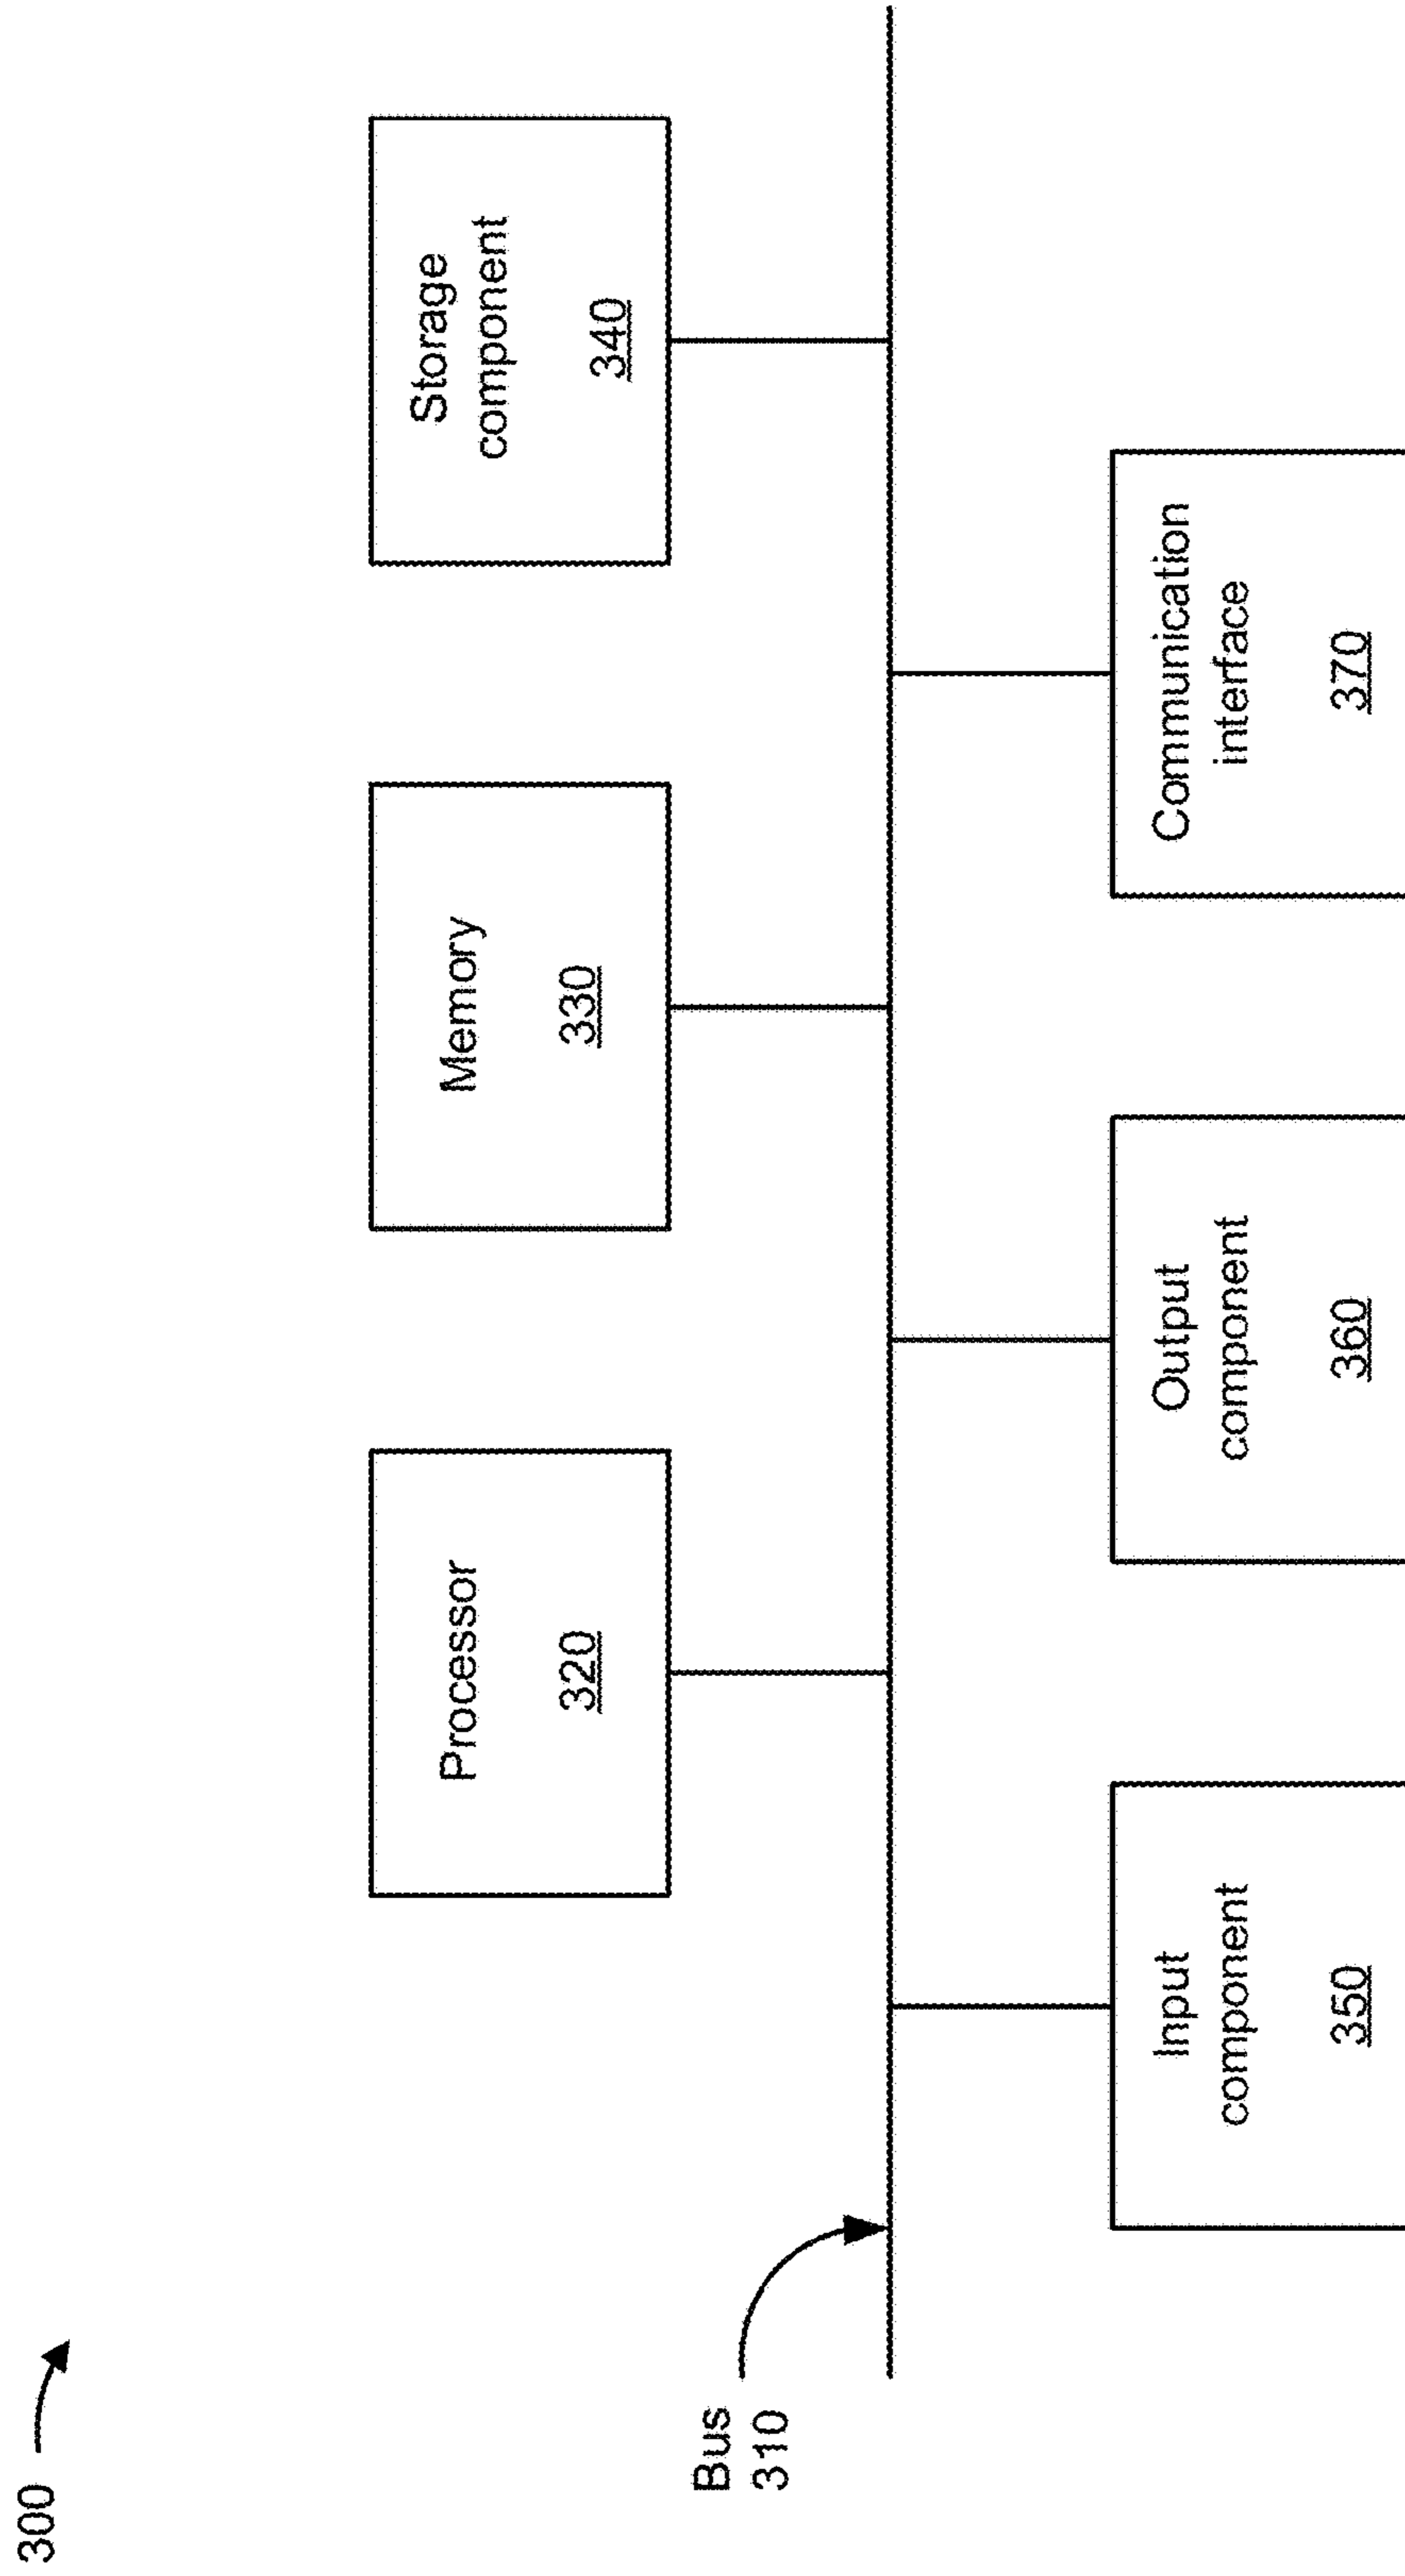 300
Processor
320
Memory
330
Storage
component
340
Bus
310
Input
component
350
Output
component
360
Communication
interface
370